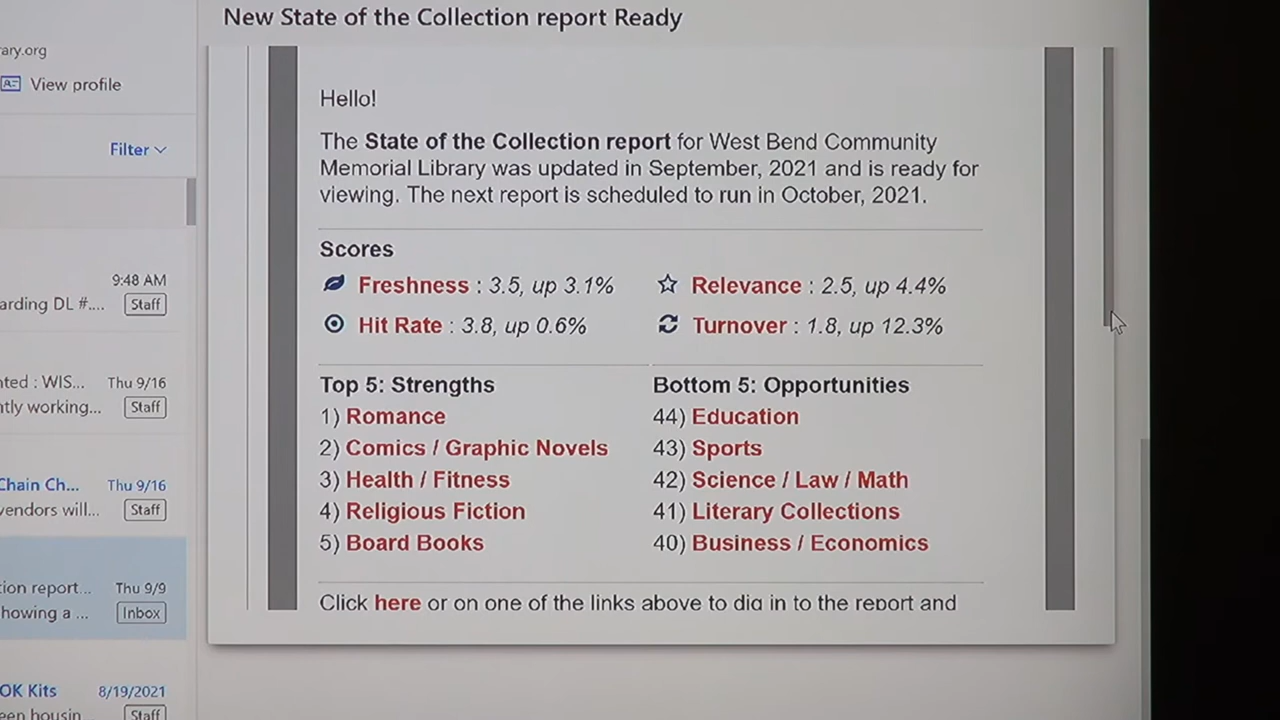 New State of the Collection report Ready
rary.org
View profile
Filter
9:48 AM
arding DL #.... Staff
nted : WIS... Thu 9/16
ntly working... Staff
Chain Ch... Thu 9/16
vendors will... Staff
tion report... Thu 9/9
howing a ... Inbox
OK Kits 8/19/2021
een housin Staff
Hello!
The State of the Collection report for West Bend Community
Memorial Library was updated in September, 2021 and is ready for
viewing. The next report is scheduled to run in October, 2021.
Scores
Freshness : 3.5, up 3.1% Relevance : 2.5, up 4.4%
Hit Rate : 3.8, up 0.6% Turnover : 1.8, up 12.3%
Top 5: Strengths
1) Romance
2) Comics / Graphic Novels
3) Health / Fitness
4) Religious Fiction
5) Board Books
Bottom 5: Opportunities
44) Education
43) Sports
42) Science / Law / Math
41) Literary Collections
40) Business / Economics
Click here or on one of the links above to dig in to the report and